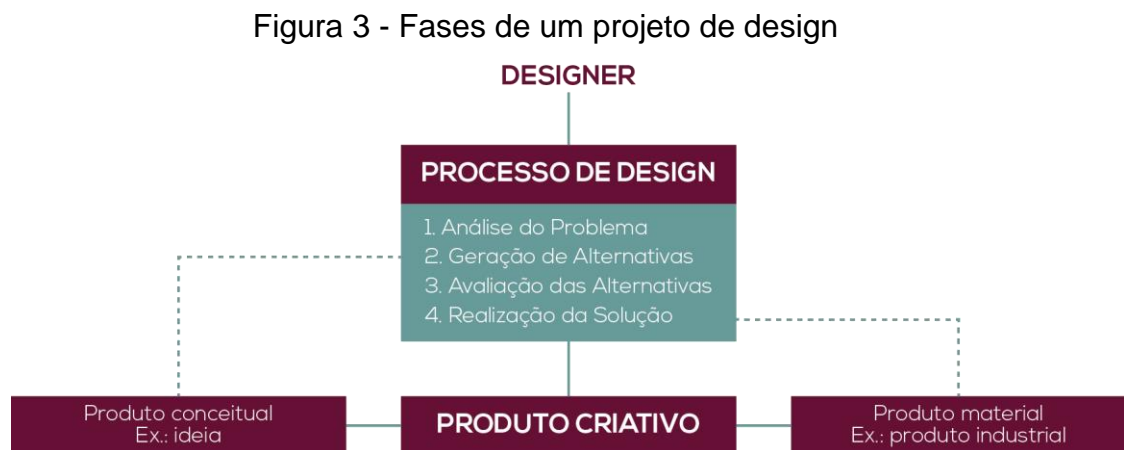 Figura 3 - Fases de um projeto de design
DESIGNER
PROCESSO DE DESIGN
1. Análise do Problema
2. Geração de Alternativas
3. Avaliação das Alternativas
4. Realização da Solução
Produto conceitual
Ex.: ideia
PRODUTO CRIATIVO
Produto material
Ex.: produto industrial